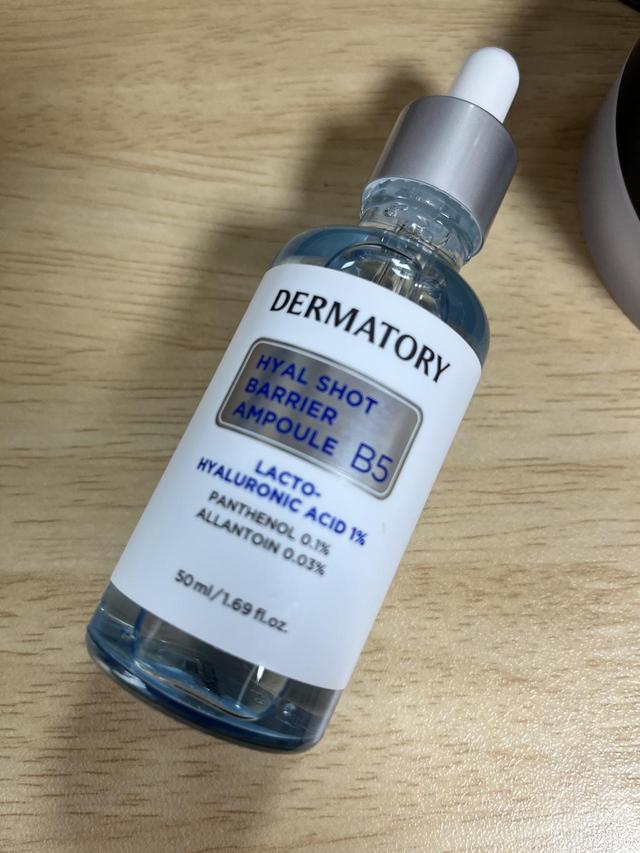 DERMATORY
HYAL SHOT
BARRIER
AMPOULE B5
LACTO-
HYALURONIC ACID 1%
PANTHENOL 0.1%
ALLANTOIN 0.03%
50 ml/1.69 fl.oz.